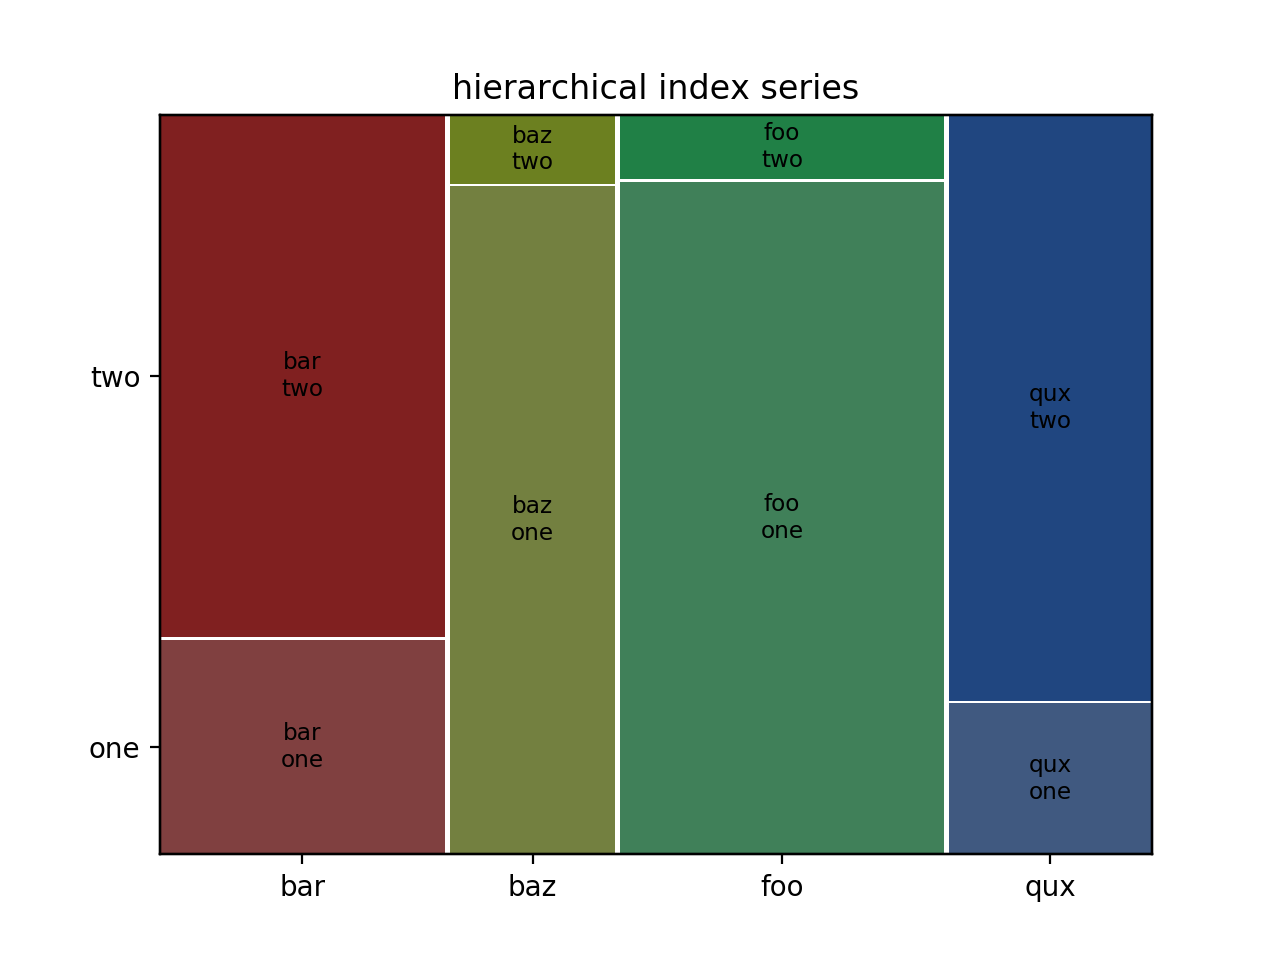 hierarchical index series
baz
two
foo
two
bar
two
two
qux
two
baz
one
foo
one
bar
one
one
qux
one
bar
baz
foo
qux